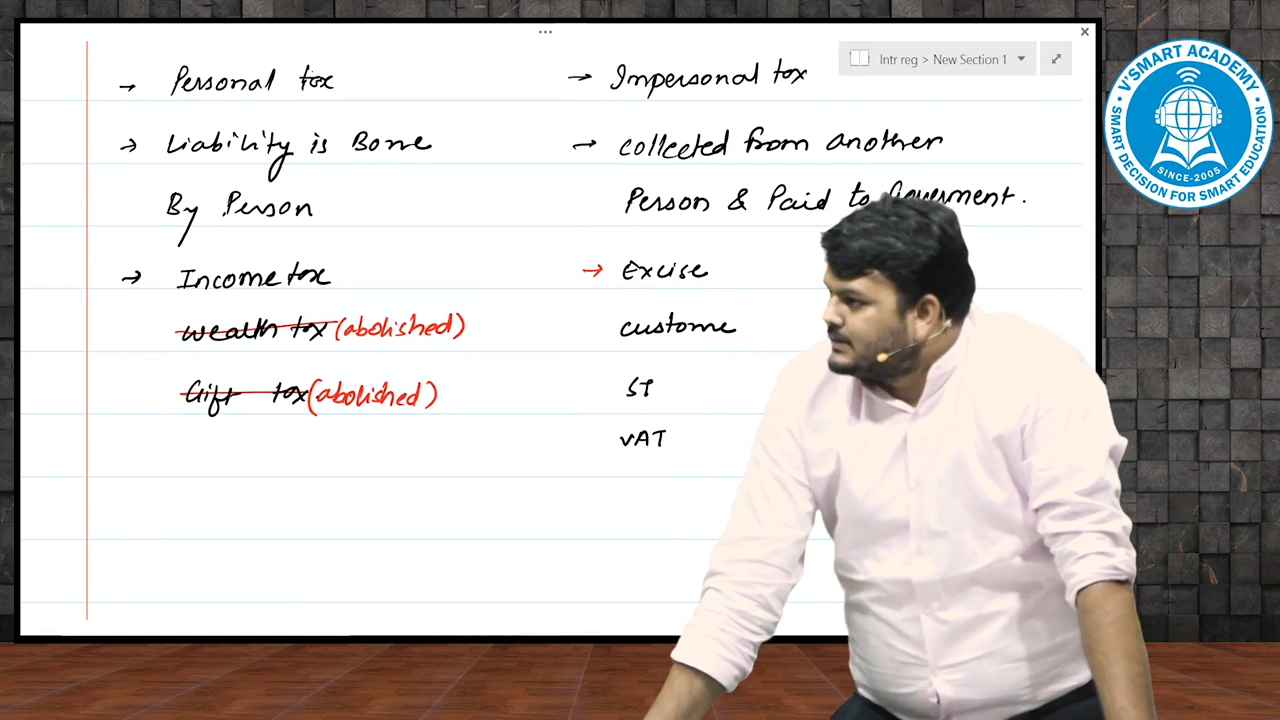 Intr reg > New Section 1
→ Personal tax
→ Liability is Bone
By Person
→ Income tax
wealth tax (abolished)
Gift tax (abolished)
→ Impersonal tax
→ collected from another
Person & Paid to Goverment.
→ Excise
custome
ST
VAT
V'SMART ACADEMY
SINCE-2005
SMART DECISION FOR SMART EDUCATION